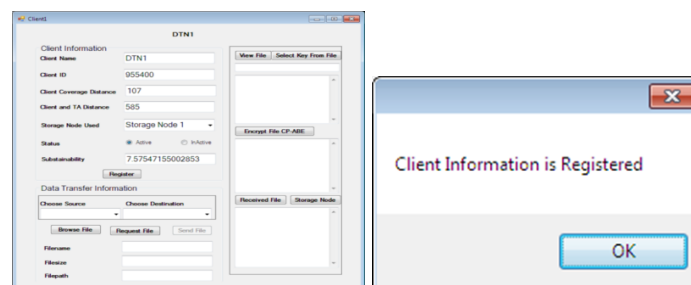 Client1
DTN1
Client Information
Client Name DTN1
Client ID 955400
Client Coverage Distance 107
Client and TA Distance 585
Storage Node Used Storage Node 1
Status Active InActive
Substainability 7.57547155002853
Register
Data Transfer Information
Choose Source Choose Destination
Browse File Request File Send File
Filename
Filesize
Filepath
View File Select Key From File
Encrypt File CP-ABE
Received File Storage Node
Client Information is Registered
OK